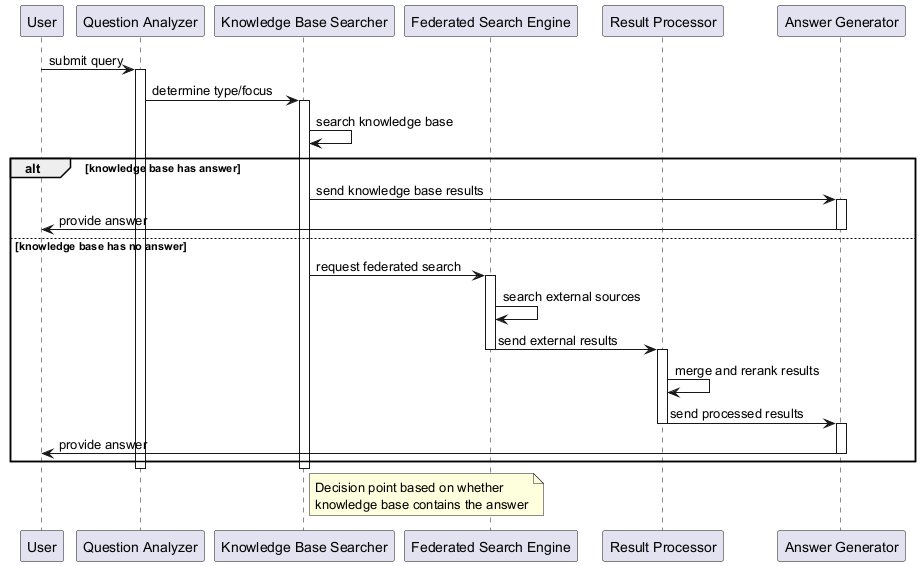 User
Question Analyzer
Knowledge Base Searcher
Federated Search Engine
Result Processor
Answer Generator
submit query
determine type/focus
search knowledge base
alt
[knowledge base has answer]
send knowledge base results
provide answer
[knowledge base has no answer]
request federated search
search external sources
send external results
merge and rerank results
send processed results
provide answer
Decision point based on whether
knowledge base contains the answer
User
Question Analyzer
Knowledge Base Searcher
Federated Search Engine
Result Processor
Answer Generator